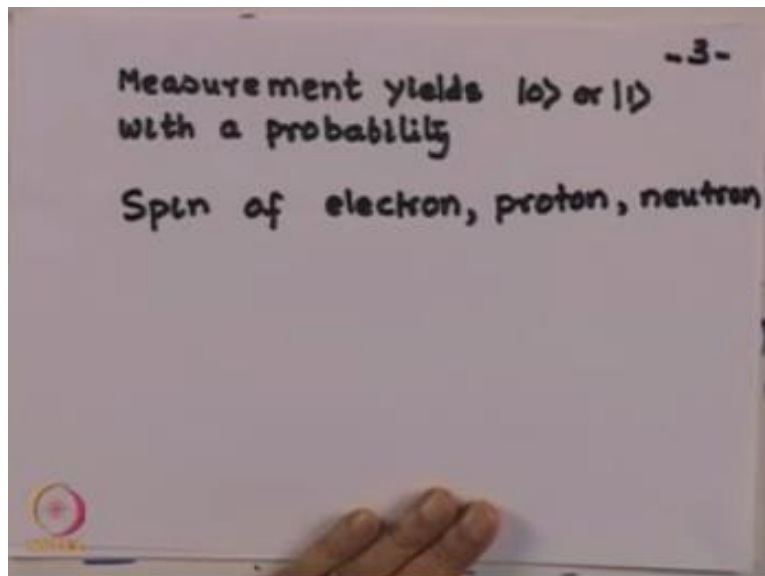 -3-
Measurement yields |0> or |1>
with a probability
Spin of electron, proton, neutron